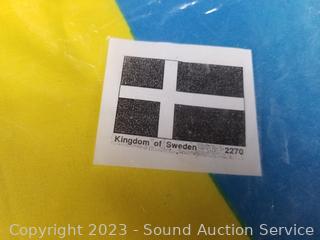 Kingdom of Sweden 2270
Copyright 2023 - Sound Auction Service